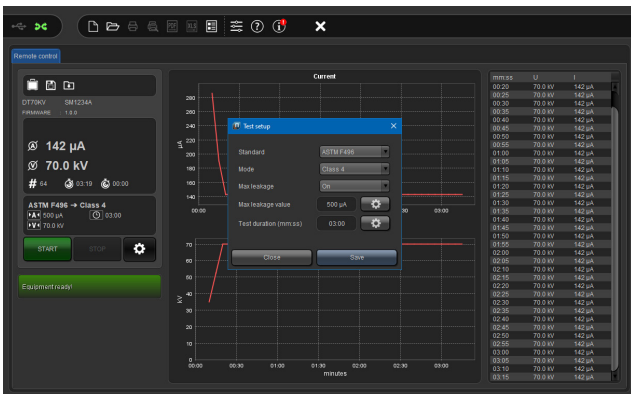 PDF
XLS
Remote control
DT70KV SM1234A
FIRMWARE : 1.0.0
142 µA
70.0 kV
# 64 03:19 00:00
ASTM F496 → Class 4
A 500 µA 03:00
V 70.0 kV
START STOP
Equipment ready!
Current
280
260
240
220
200
180
160
140
µA
00:00
03:00
Test setup
Standard ASTM F496
Mode Class 4
Max leakage On
Max leakage value 500 µA
Test duration (mm:ss) 03:00
Close Save
70
60
50
40
30
20
10
0
kV
00:00 00:30 01:00 01:30 02:00 02:30 03:00
minutes
mm:ss U I
00:20 70.0 kV 142 µA
00:25 70.0 kV 142 µA
00:30 70.0 kV 142 µA
00:35 70.0 kV 142 µA
00:40 70.0 kV 142 µA
00:45 70.0 kV 142 µA
00:50 70.0 kV 142 µA
00:55 70.0 kV 142 µA
01:00 70.0 kV 142 µA
01:05 70.0 kV 142 µA
01:10 70.0 kV 142 µA
01:15 70.0 kV 142 µA
01:20 70.0 kV 142 µA
01:25 70.0 kV 142 µA
01:30 70.0 kV 142 µA
01:35 70.0 kV 142 µA
01:40 70.0 kV 142 µA
01:45 70.0 kV 142 µA
01:50 70.0 kV 142 µA
01:55 70.0 kV 142 µA
02:00 70.0 kV 142 µA
02:05 70.0 kV 142 µA
02:10 70.0 kV 142 µA
02:15 70.0 kV 142 µA
02:20 70.0 kV 142 µA
02:25 70.0 kV 142 µA
02:30 70.0 kV 142 µA
02:35 70.0 kV 142 µA
02:40 70.0 kV 142 µA
02:45 70.0 kV 142 µA
02:50 70.0 kV 142 µA
02:55 70.0 kV 142 µA
03:00 70.0 kV 142 µA
03:05 70.0 kV 142 µA
03:10 70.0 kV 142 µA
03:15 70.0 kV 142 µA